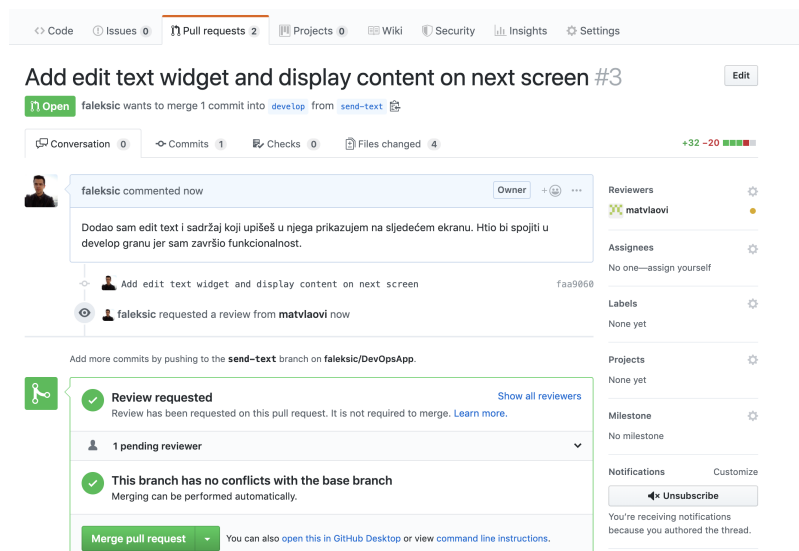 Code Issues 0 Pull requests 2 Projects 0 Wiki Security Insights Settings
Add edit text widget and display content on next screen #3
Edit
Open faleksic wants to merge 1 commit into develop from send-text
Conversation 0 Commits 1 Checks 0 Files changed 4 +32 −20
faleksic commented now Owner
Dodao sam edit text i sadržaj koji upišeš u njega prikazujem na sljedećem ekranu. Htio bi spojiti u
develop granu jer sam završio funkcionalnost.
Add edit text widget and display content on next screen faa9060
faleksic requested a review from matvlaovi now
Add more commits by pushing to the send-text branch on faleksic/DevOpsApp.
Review requested Show all reviewers
Review has been requested on this pull request. It is not required to merge. Learn more.
1 pending reviewer
This branch has no conflicts with the base branch
Merging can be performed automatically.
Merge pull request You can also open this in GitHub Desktop or view command line instructions.
Reviewers
matvlaovi
Assignees
No one—assign yourself
Labels
None yet
Projects
None yet
Milestone
No milestone
Notifications Customize
Unsubscribe
You're receiving notifications
because you authored the thread.